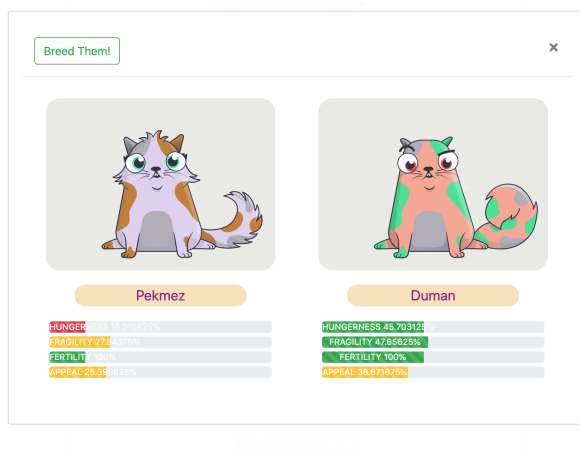 Breed Them!
×
Pekmez
Duman
HUNGERNESS 16.015625%
FRAGILITY 27.34375%
FERTILITY 100%
APPEAL 25.390625%
HUNGERNESS 45.703125%
FRAGILITY 47.65625%
FERTILITY 100%
APPEAL 38.671875%